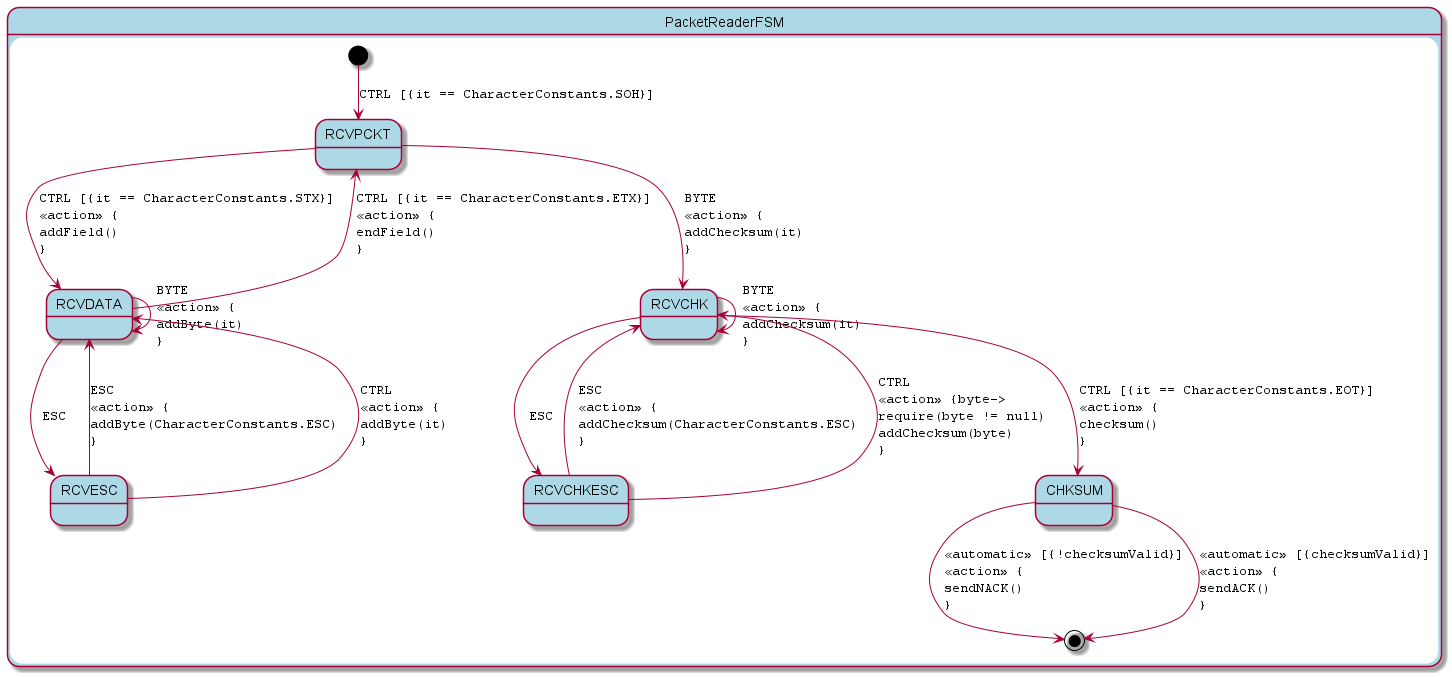 PacketReaderFSM
CTRL [{it == CharacterConstants.SOH}]
RCVPCKT
CTRL [{it == CharacterConstants.STX}]
«action» {
addField()
}
CTRL [{it == CharacterConstants.ETX}]
«action» {
endField()
}
BYTE
«action» {
addChecksum(it)
}
RCVDATA
BYTE
«action» {
addByte(it)
}
RCVCHK
BYTE
«action» {
addChecksum(it)
}
ESC
ESC
«action» {
addByte(CharacterConstants.ESC)
}
CTRL
«action» {
addByte(it)
}
ESC
ESC
«action» {
addChecksum(CharacterConstants.ESC)
}
CTRL
«action» {byte->
require(byte != null)
addChecksum(byte)
}
CTRL [{it == CharacterConstants.EOT}]
«action» {
checksum()
}
RCVESC
RCVCHKESC
CHKSUM
«automatic» [{!checksumValid}]
«action» {
sendNACK()
}
«automatic» [{checksumValid}]
«action» {
sendACK()
}